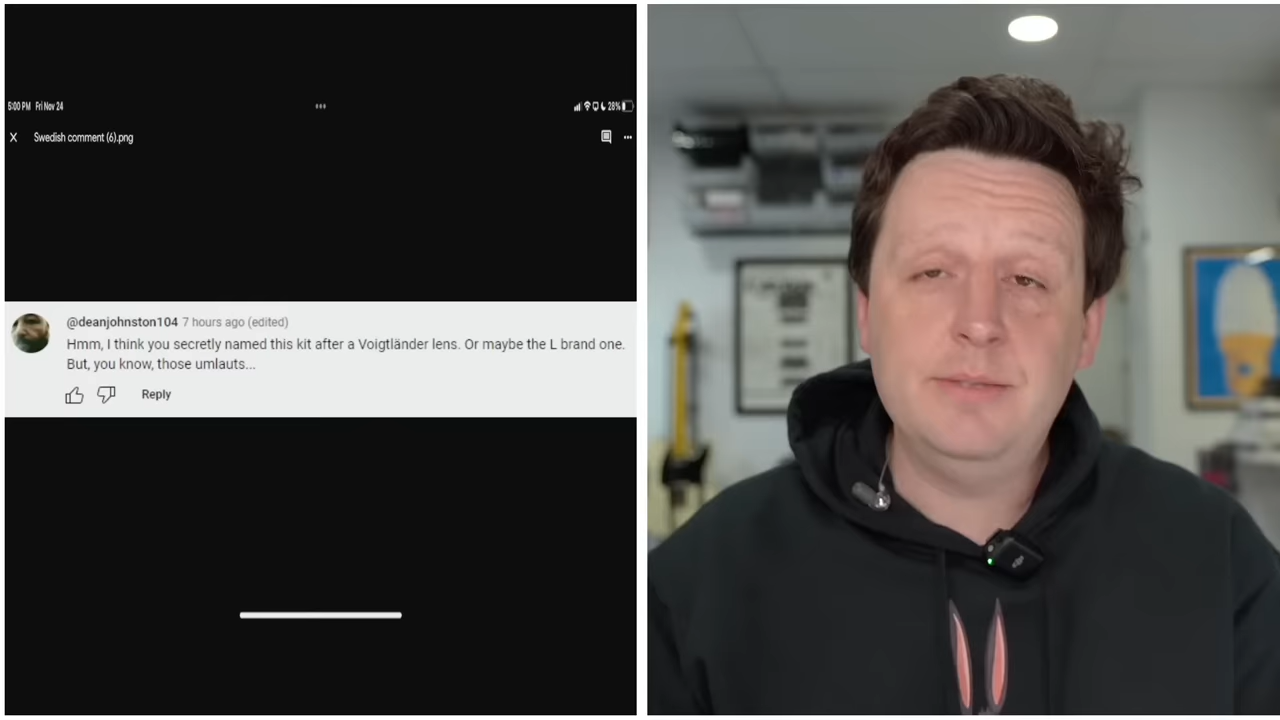 5:00 PM Fri Nov 24
28%
Swedish comment (6).png
@deanjohnston104 7 hours ago (edited)
Hmm, I think you secretly named this kit after a Voigtländer lens. Or maybe the L brand one.
But, you know, those umlauts...
Reply